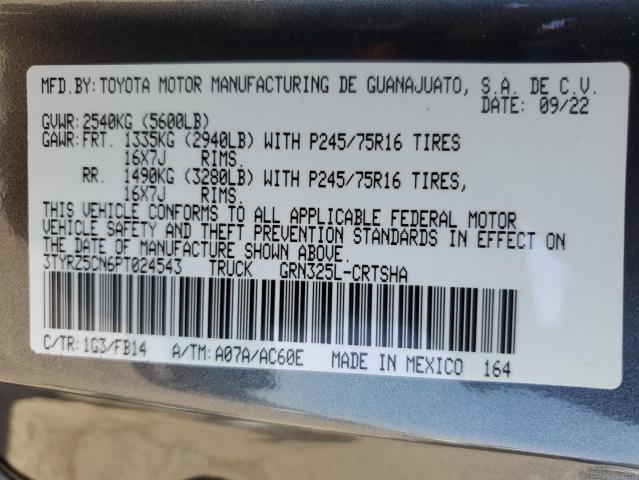 MFD.BY: TOYOTA MOTOR MANUFACTURING DE GUANAJUATO, S.A. DE C.V.
DATE: 09/22
GVWR: 2540KG (5600LB)
GAWR: FRT. 1335KG (2940LB) WITH P245/75R16 TIRES
16X7J RIMS.
RR. 1490KG (3280LB) WITH P245/75R16 TIRES,
16X7J RIMS.
THIS VEHICLE CONFORMS TO ALL APPLICABLE FEDERAL MOTOR
VEHICLE SAFETY AND THEFT PREVENTION STANDARDS IN EFFECT ON
THE DATE OF MANUFACTURE SHOWN ABOVE.
3TYRZ5CN6PT024543 TRUCK GRN325L-CRTSHA
C/TR: 1G3/FB14 A/TM: A07A/AC60E MADE IN MEXICO 164